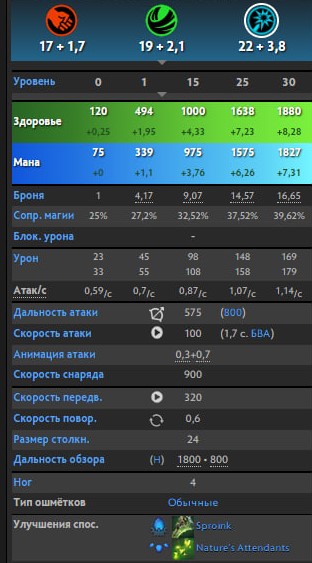 17 + 1,7 19 + 2,1 22 + 3,8
Уровень 0 1 15 25 30
Здоровье 120 494 1000 1638 1880
+0,25 +1,95 +4,33 +7,23 +8,28
Мана 75 339 975 1575 1827
+0 +1,1 +3,76 +6,26 +7,31
Броня 1 4,17 9,07 14,57 16,65
Сопр. магии 25% 27,2% 32,52% 37,52% 39,62%
Блок. урона -
Урон 23 45 98 148 169
33 55 108 158 179
Атак/с 0,59/с 0,7/с 0,87/с 1,07/с 1,14/с
Дальность атаки 575 (800)
Скорость атаки 100 (1,7 с. БВА)
Анимация атаки 0,3+0,7
Скорость снаряда 900
Скорость передв. 320
Скорость повор. 0,6
Размер столкн. 24
Дальность обзора (H) 1800 • 800
Ног 4
Тип ошмётков Обычные
Улучшения спос. Sproink
Nature's Attendants